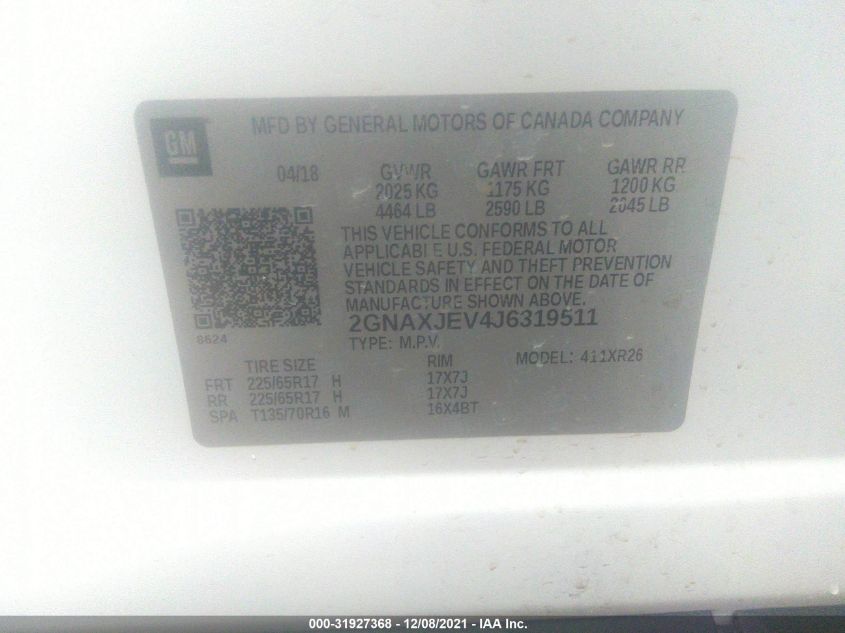 GM
MFD BY GENERAL MOTORS OF CANADA COMPANY
04/18 GVWR GAWR FRT GAWR RR
2025 KG 1175 KG 1200 KG
4464 LB 2590 LB 2645 LB
THIS VEHICLE CONFORMS TO ALL
APPLICABLE U.S. FEDERAL MOTOR
VEHICLE SAFETY AND THEFT PREVENTION
STANDARDS IN EFFECT ON THE DATE OF
MANUFACTURE SHOWN ABOVE.
2GNAXJEV4J6319511
8624
TYPE: M.P.V. MODEL: 411XR26
TIRE SIZE RIM
FRT 225/65R17 H 17X7J
RR 225/65R17 H 17X7J
SPA T135/70R16 M 16X4BT
000-31927368 - 12/08/2021 - IAA Inc.